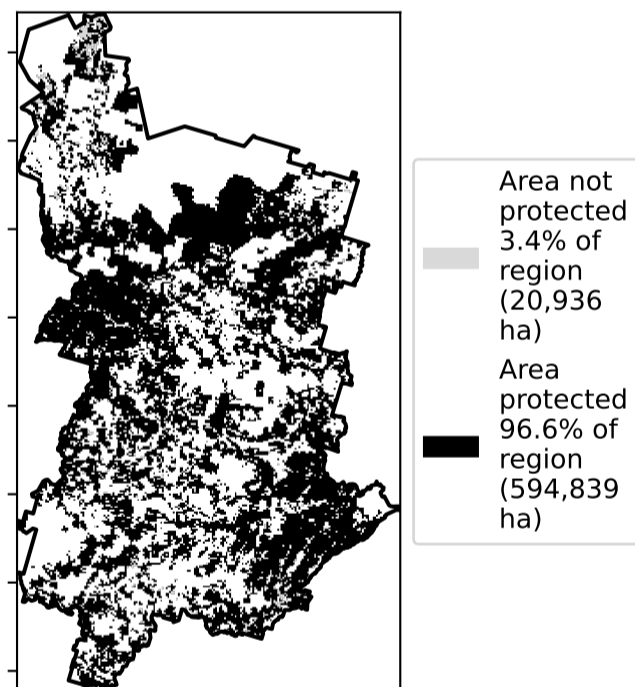 Area not
protected
3.4% of
region
(20,936
ha)
Area
protected
96.6% of
region
(594,839
ha)